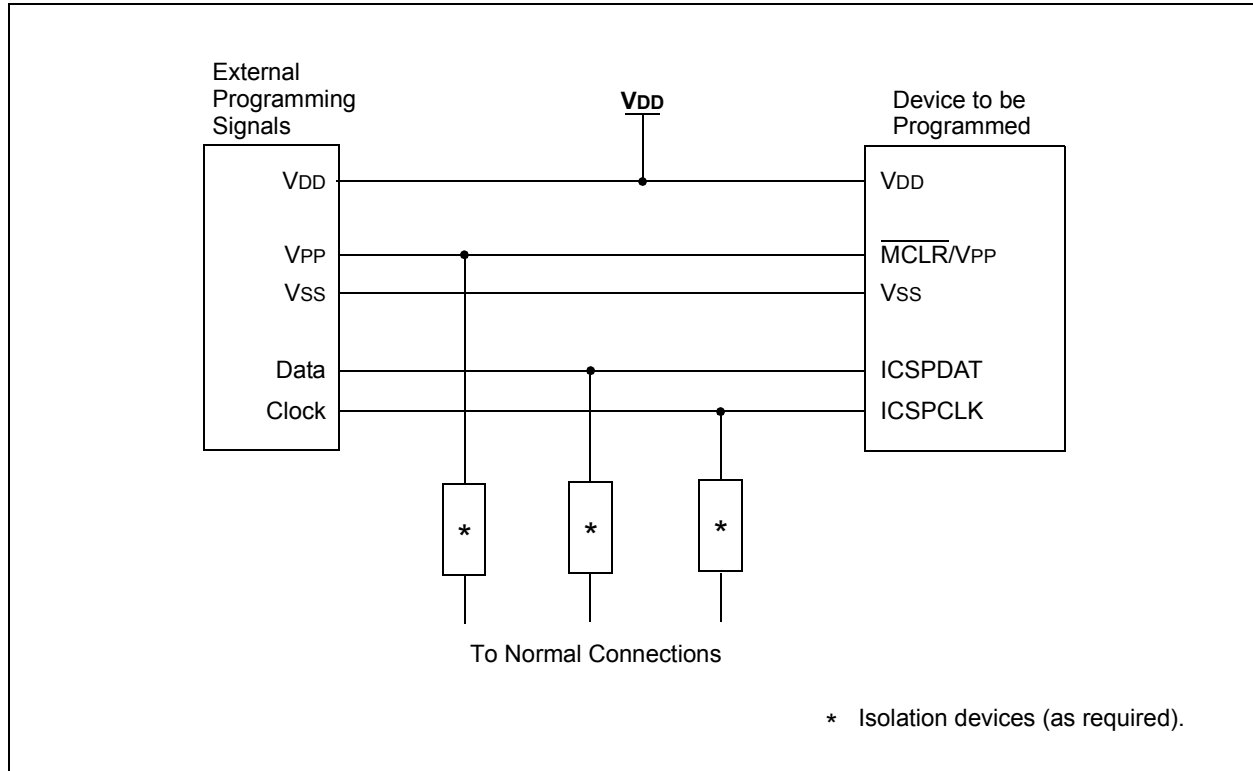 External
Programming
Signals
VDD
Device to be
Programmed
VDD
VDD
VPP
MCLR/VPP
VSS
VSS
Data
ICSPDAT
Clock
ICSPCLK
*
*
*
To Normal Connections
* Isolation devices (as required).